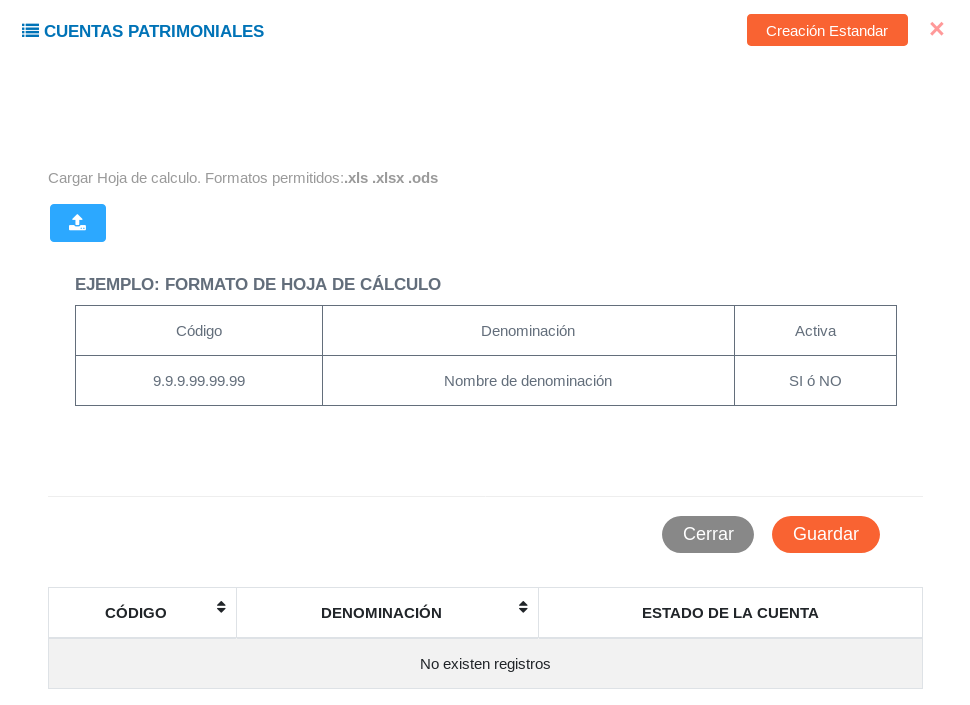 CUENTAS PATRIMONIALES
Creación Estandar
Cargar Hoja de calculo. Formatos permitidos:.xls .xlsx .ods
EJEMPLO: FORMATO DE HOJA DE CÁLCULO
Código Denominación Activa
9.9.9.99.99.99 Nombre de denominación SI ó NO
Cerrar Guardar
CÓDIGO DENOMINACIÓN ESTADO DE LA CUENTA
No existen registros